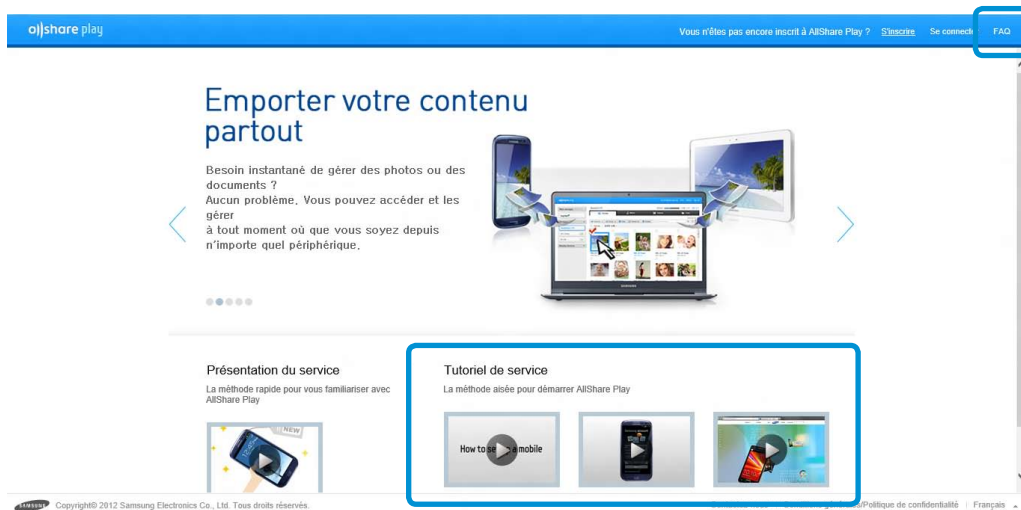 allshare play
Vous n'êtes pas encore inscrit à AllShare Play ? S'inscrire Se connecter FAQ
Emporter votre contenu
partout
Besoin instantané de gérer des photos ou des
documents ?
Aucun problème. Vous pouvez accéder et les
gérer
à tout moment où que vous soyez depuis
n'importe quel périphérique.
SAMSUNG
Présentation du service
La méthode rapide pour vous familiariser avec
AllShare Play
NEW
Tutoriel de service
La méthode aisée pour démarrer AllShare Play
How to mobile
SAMSUNG Copyright© 2012 Samsung Electronics Co., Ltd. Tous droits réservés.
/Politique de confidentialité | Français